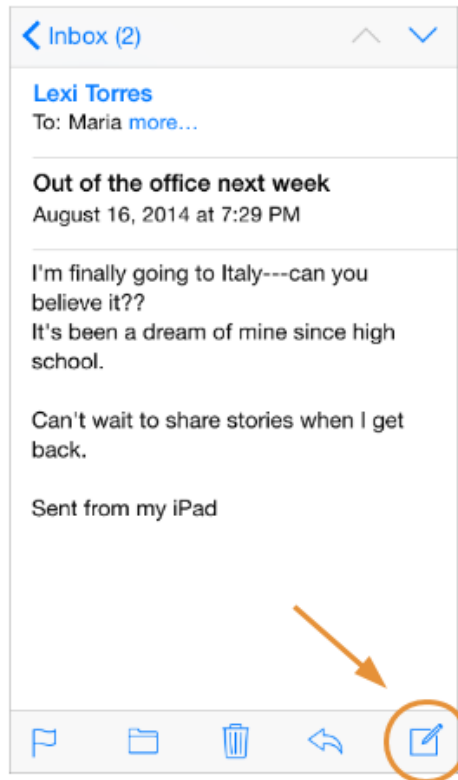 Inbox (2)
Lexi Torres
To: Maria more...
Out of the office next week
August 16, 2014 at 7:29 PM
I'm finally going to Italy---can you
believe it??
It's been a dream of mine since high
school.
Can't wait to share stories when I get
back.
Sent from my iPad